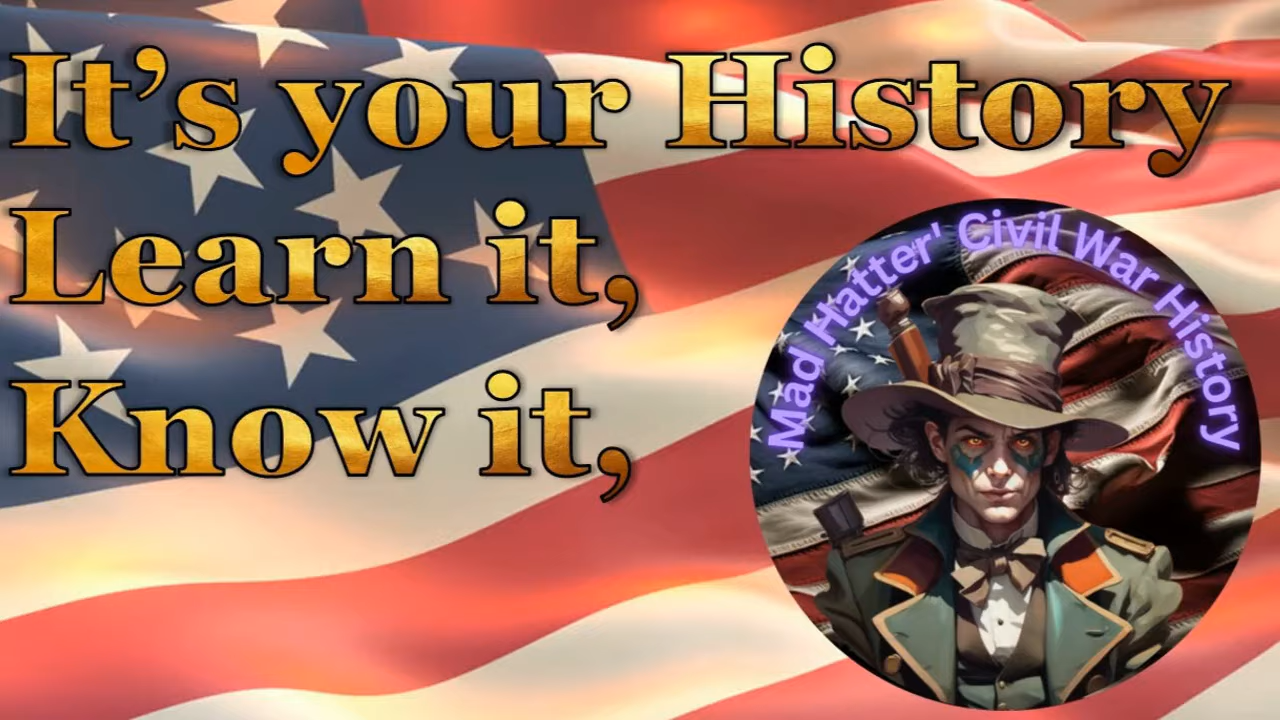 It’s your History
Learn it,
Know it,
Mad Hatter' Civil War History